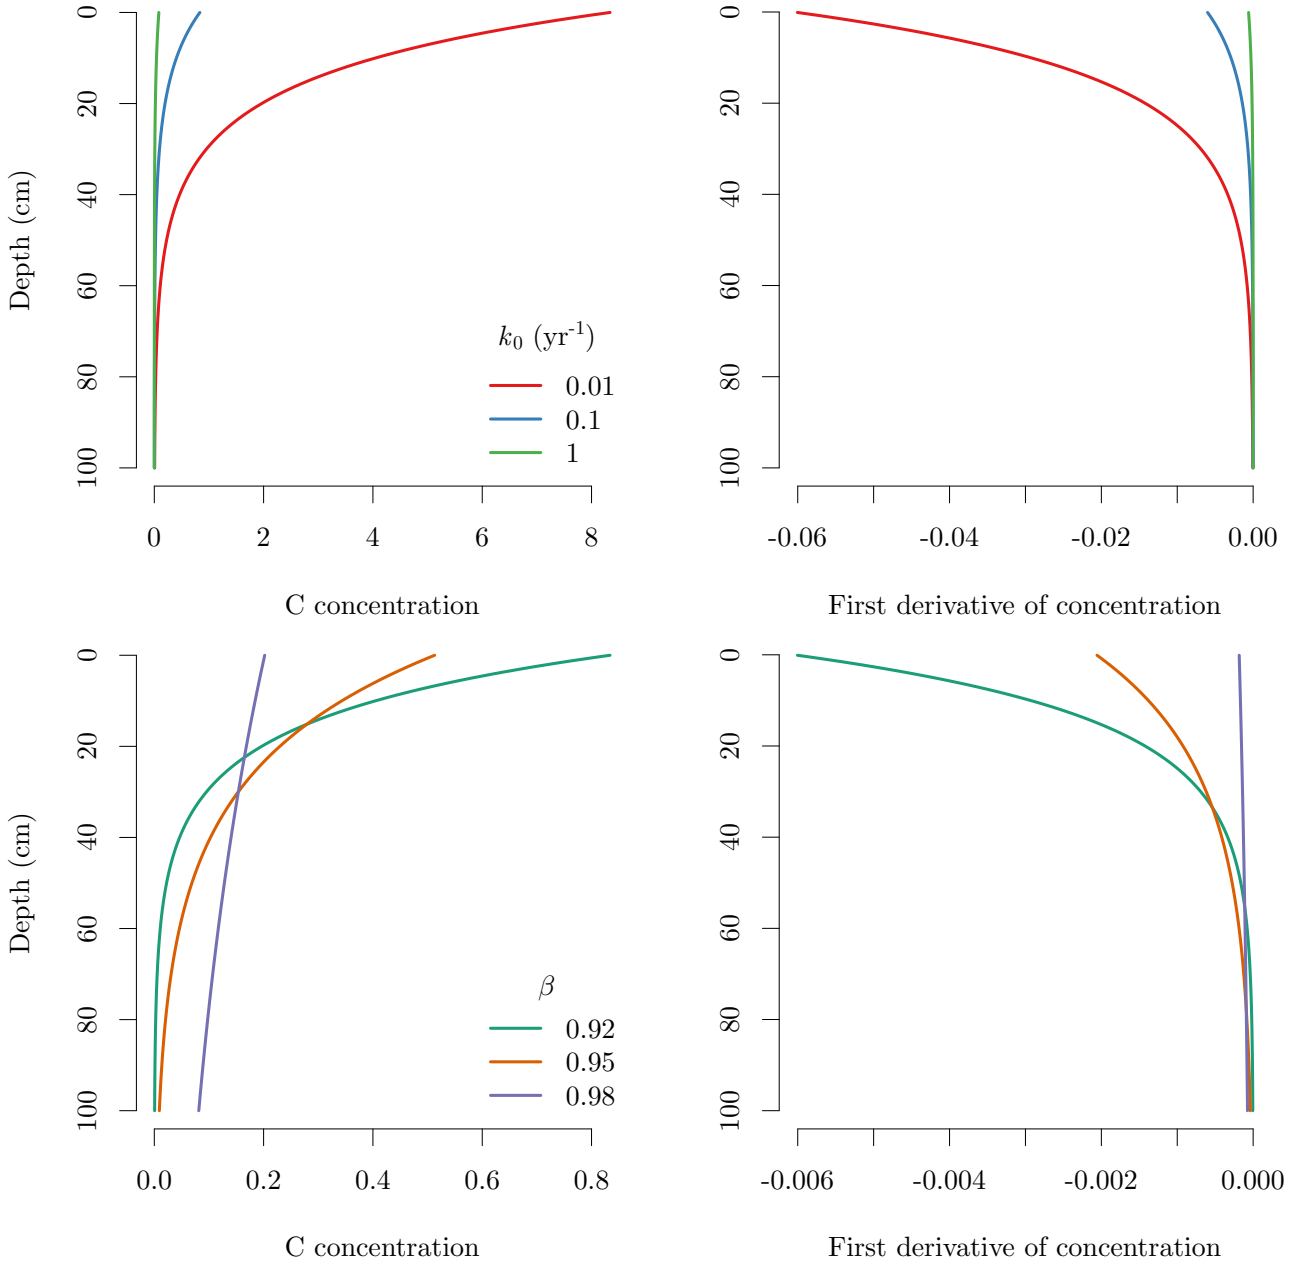 0
20
40
60
80
100
Depth (cm)
k₀ (yr⁻¹)
0.01
0.1
1
0 2 4 6 8
C concentration
0
20
40
60
80
100
-0.06 -0.04 -0.02 0.00
First derivative of concentration
0
20
40
60
80
100
Depth (cm)
β
0.92
0.95
0.98
0.0 0.2 0.4 0.6 0.8
C concentration
0
20
40
60
80
100
-0.006 -0.004 -0.002 0.000
First derivative of concentration